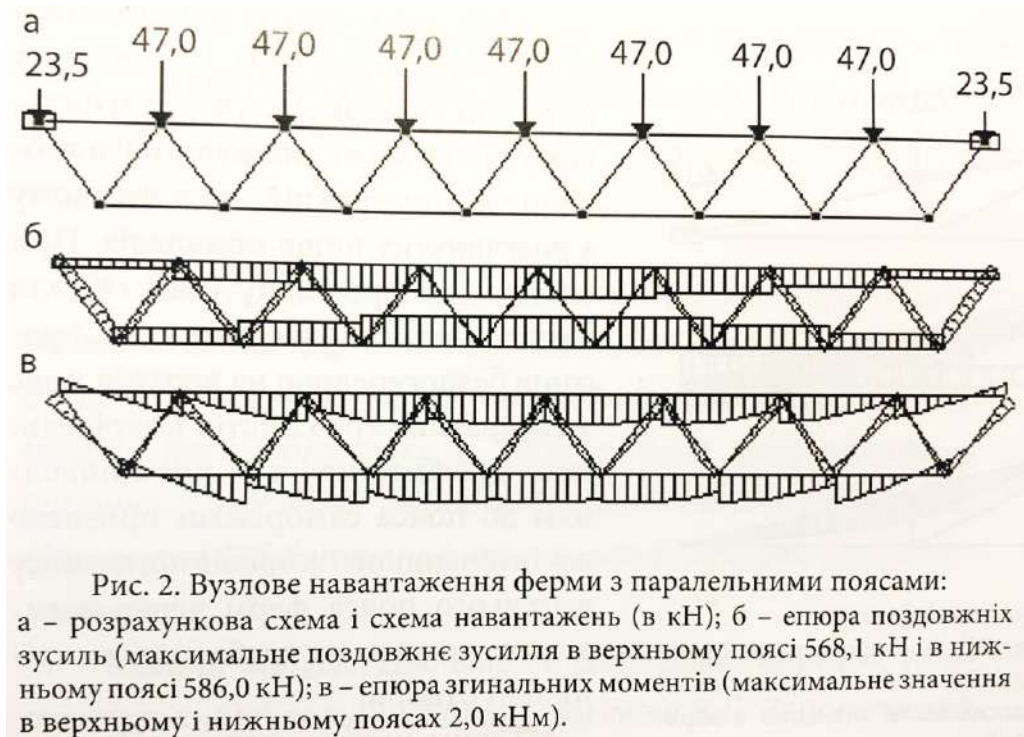 а
47,0 47,0 47,0 47,0 47,0 47,0 47,0
23,5 23,5
б
в
Рис. 2. Вузлове навантаження ферми з паралельними поясами:
а – розрахункова схема і схема навантажень (в кН); б – епюра поздовжніх
зусиль (максимальне поздовжнє зусилля в верхньому поясі 568,1 кН і в ниж-
ньому поясі 586,0 кН); в – епюра згинальних моментів (максимальне значення
в верхньому і нижньому поясах 2,0 кНм).